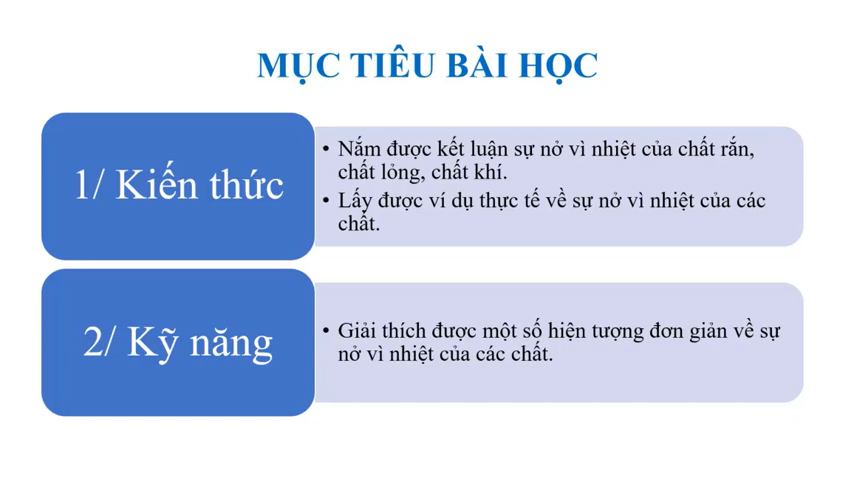 MỤC TIÊU BÀI HỌC
1/ Kiến thức
• Nắm được kết luận sự nở vì nhiệt của chất rắn,
chất lỏng, chất khí.
• Lấy được ví dụ thực tế về sự nở vì nhiệt của các
chất.
2/ Kỹ năng
• Giải thích được một số hiện tượng đơn giản về sự
nở vì nhiệt của các chất.